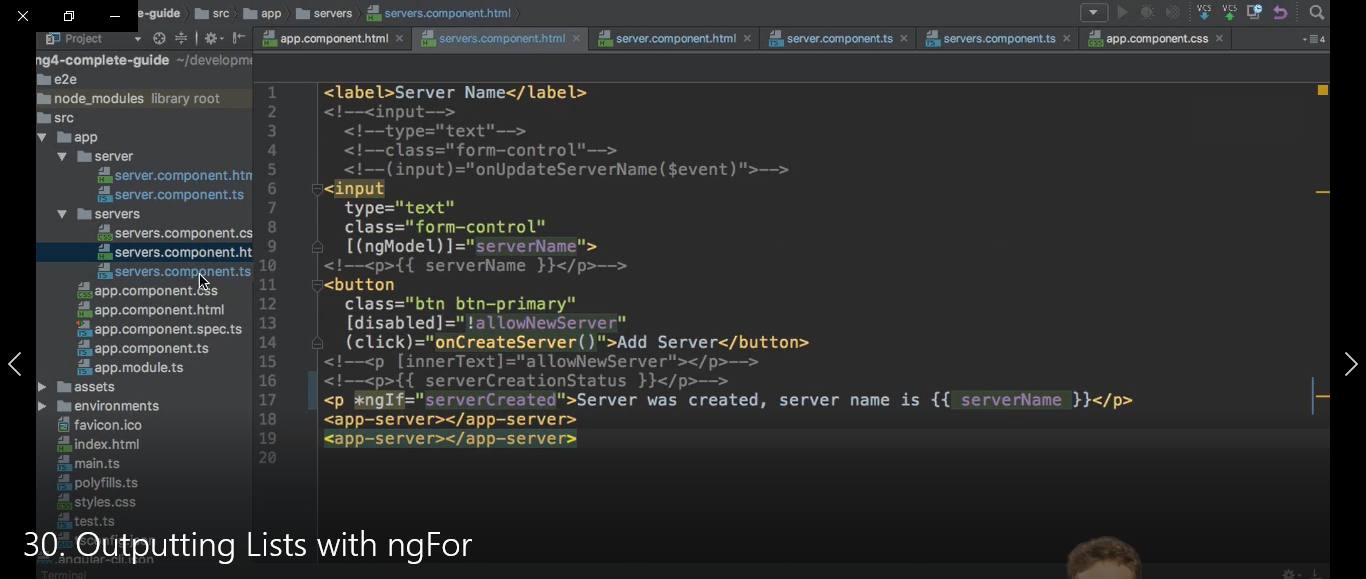 e-guide src app servers servers.component.html
Project app.component.html servers.component.html server.component.html server.component.ts servers.component.ts app.component.css 4
VCS VCS
ng4-complete-guide ~/developme
e2e
node_modules library root
src
app
server
server.component.htm
server.component.ts
servers
servers.component.cs
servers.component.ht
servers.component.ts
app.component.css
app.component.html
app.component.spec.ts
app.component.ts
app.module.ts
assets
environments
favicon.ico
index.html
main.ts
polyfills.ts
styles.css
test.ts
1 <label>Server Name</label>
2 <!--<input-->
3 <!--type="text"-->
4 <!--class="form-control"-->
5 <!--(input)="onUpdateServerName($event)">-->
6 <input
7 type="text"
8 class="form-control"
9 [(ngModel)]="serverName">
10 <!--<p>{{ serverName }}</p>-->
11 <button
12 class="btn btn-primary"
13 [disabled]="!allowNewServer"
14 (click)="onCreateServer()">Add Server</button>
15 <!--<p [innerText]="allowNewServer"></p>-->
16 <!--<p>{{ serverCreationStatus }}</p>-->
17 <p *ngIf="serverCreated">Server was created, server name is {{ serverName }}</p>
18 <app-server></app-server>
19 <app-server></app-server>
20
30. Outputting Lists with ngFor
.angular-cli.json
Terminal